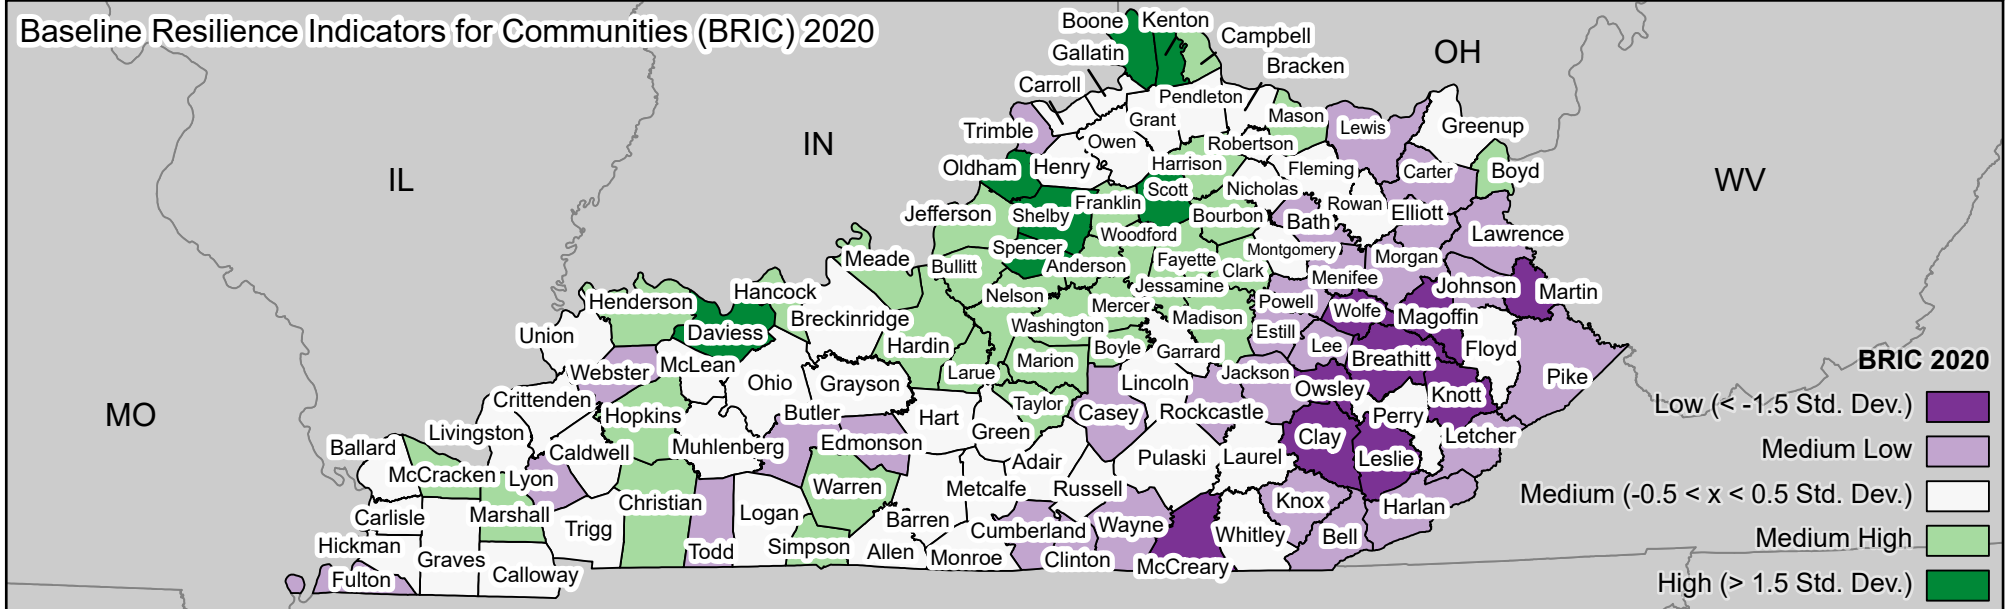 Baseline Resilience Indicators for Communities (BRIC) 2020
Boone
Kenton
Campbell
Gallatin
Bracken
Carroll
OH
Pendleton
Grant
Mason
Lewis
Greenup
Trimble
Owen
Robertson
IN
Oldham
Henry
Harrison
Fleming
Carter
Boyd
IL
WV
Scott
Nicholas
Rowan
Jefferson
Shelby
Franklin
Bourbon
Bath
Elliott
Lawrence
Woodford
Spencer
Montgomery
Meade
Bullitt
Anderson
Fayette
Clark
Morgan
Menifee
Johnson
Martin
Hancock
Henderson
Nelson
Jessamine
Mercer
Powell
Wolfe
Magoffin
Union
Daviess
Breckinridge
Washington
Madison
Estill
Hardin
Boyle
Garrard
Lee
Breathitt
Floyd
Webster
McLean
Ohio
Grayson
Larue
Marion
Lincoln
Jackson
Owsley
Knott
Pike
Crittenden
Hopkins
Butler
Hart
Taylor
Casey
Rockcastle
Perry
MO
Livingston
Muhlenberg
Edmonson
Green
Clay
Letcher
Ballard
Caldwell
Adair
Pulaski
Laurel
Leslie
McCracken
Lyon
Warren
Metcalfe
Russell
Christian
Knox
Harlan
Carlisle
Marshall
Trigg
Logan
Barren
Cumberland
Wayne
Whitley
Bell
Hickman
Graves
Calloway
Todd
Simpson
Allen
Monroe
Clinton
McCreary
Fulton
BRIC 2020
Low (< -1.5 Std. Dev.)
Medium Low
Medium (-0.5 < x < 0.5 Std. Dev.)
Medium High
High (> 1.5 Std. Dev.)